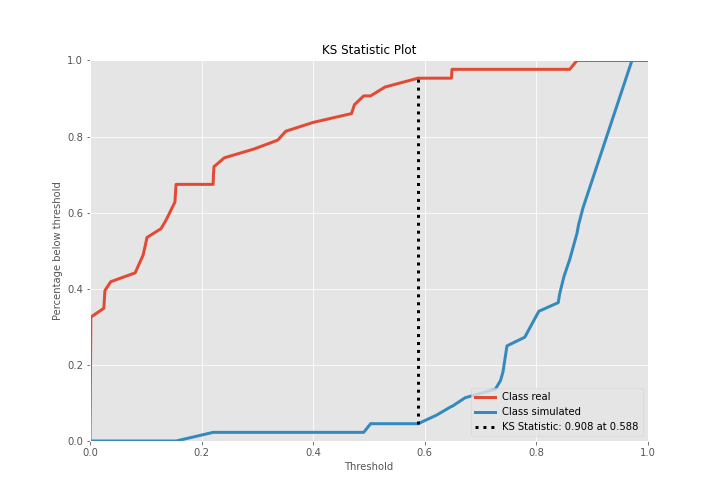 KS Statistic Plot
1.0
0.8
0.6
0.4
0.2
0.0
Percentage below threshold
0.0 0.2 0.4 0.6 0.8 1.0
Threshold
Class real
Class simulated
KS Statistic: 0.908 at 0.588